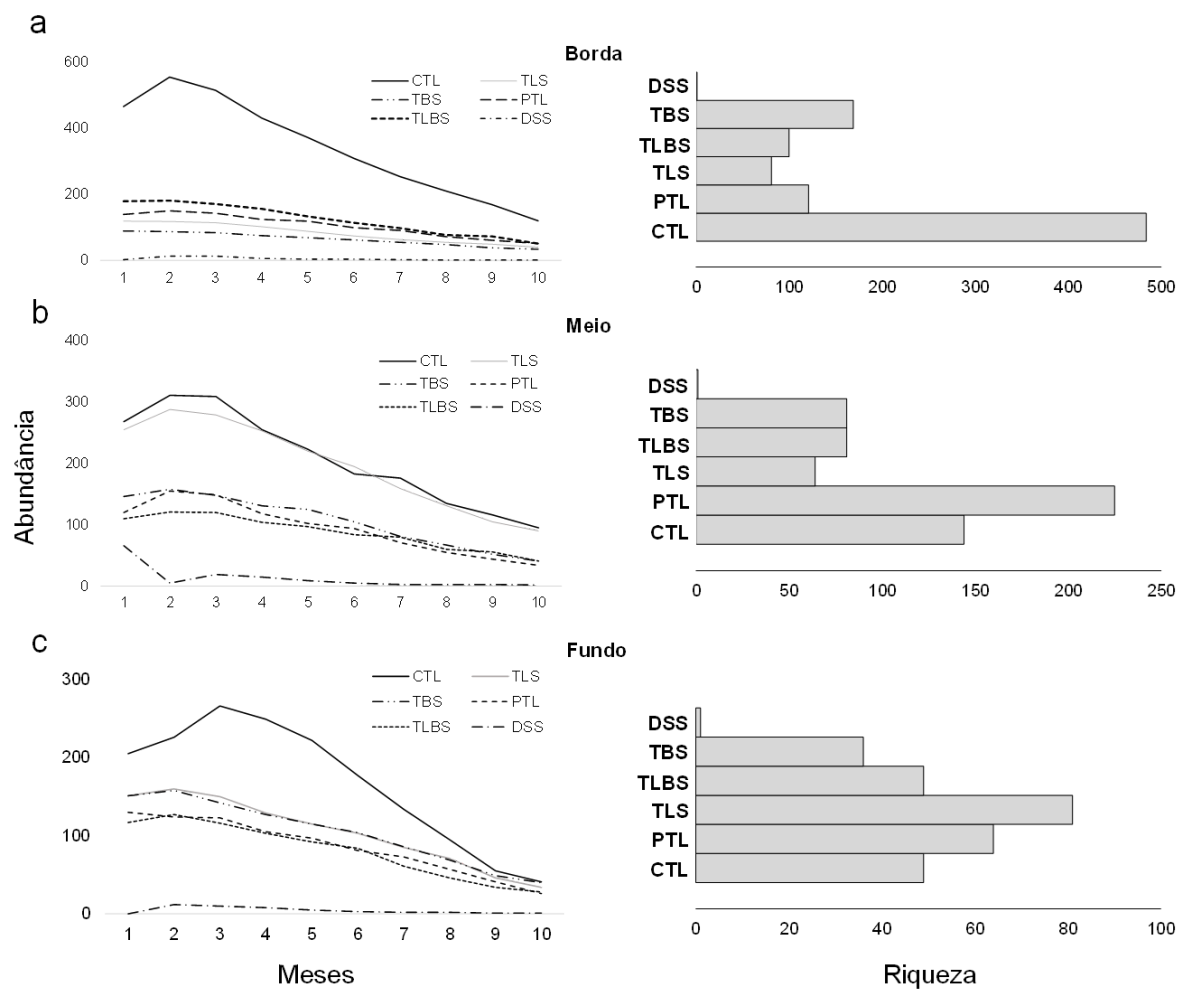 a
Borda
600
400
200
0
CTL TLS
TBS PTL
TLBS DSS
1 2 3 4 5 6 7 8 9 10
DSS
TBS
TLBS
TLS
PTL
CTL
0 100 200 300 400 500
b
Meio
400
300
200
100
0
CTL TLS
TBS PTL
TLBS DSS
1 2 3 4 5 6 7 8 9 10
DSS
TBS
TLBS
TLS
PTL
CTL
0 50 100 150 200 250
Abundância
c
Fundo
300
200
100
0
CTL TLS
TBS PTL
TLBS DSS
1 2 3 4 5 6 7 8 9 10
Meses
DSS
TBS
TLBS
TLS
PTL
CTL
0 20 40 60 80 100
Riqueza